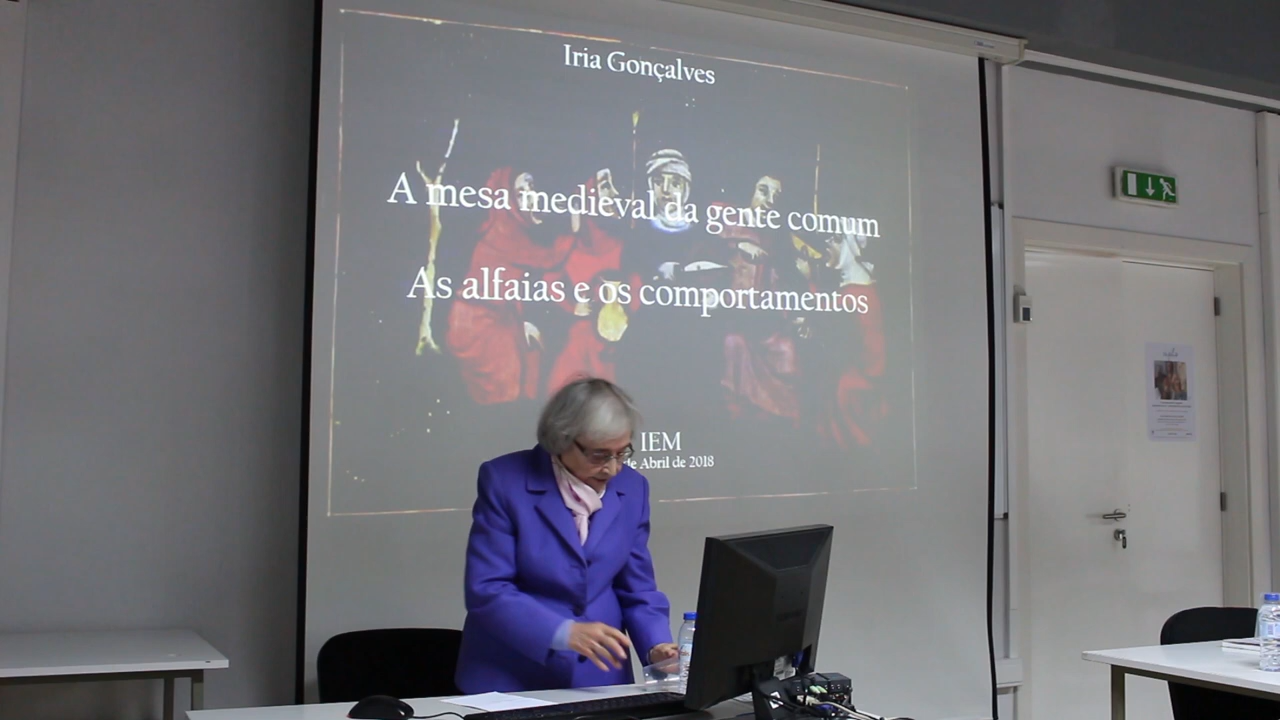 Iria Gonçalves
A mesa medieval da gente comum
As alfaias e os comportamentos
IEM
de Abril de 2018